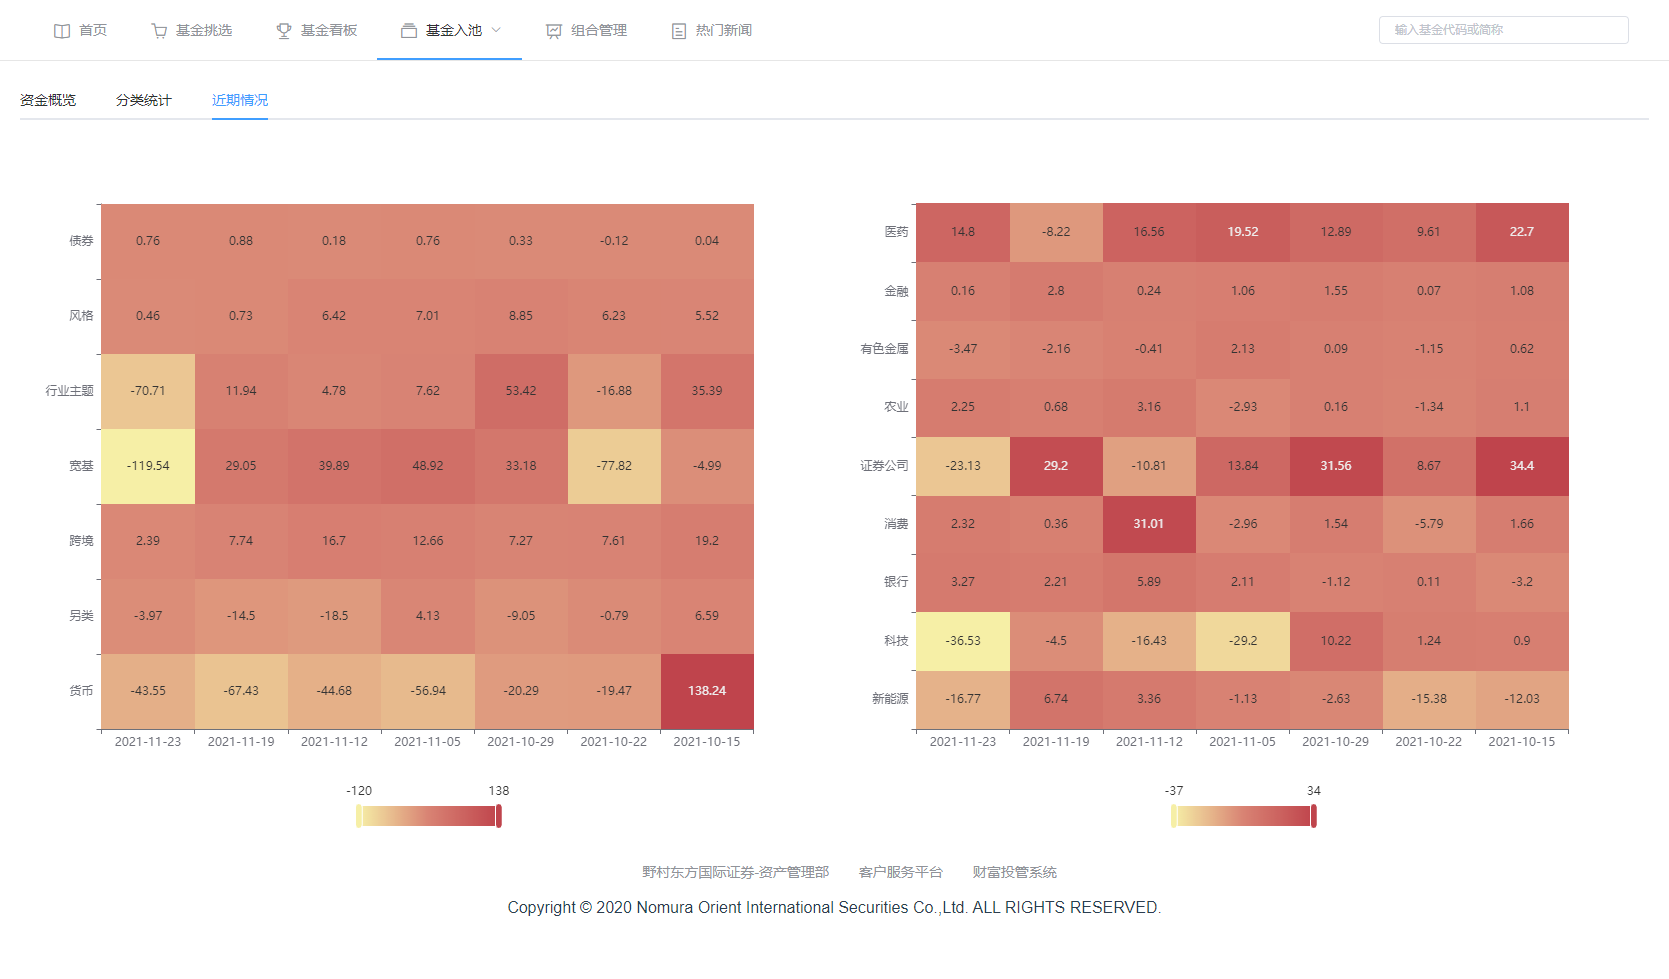 首页 基金挑选 基金看板 基金入池 组合管理 热门新闻 输入基金代码或简称
资金概览 分类统计 近期情况
债券 0.76 0.88 0.18 0.76 0.33 -0.12 0.04
风格 0.46 0.73 6.42 7.01 8.85 6.23 5.52
行业主题 -70.71 11.94 4.78 7.62 53.42 -16.88 35.39
宽基 -119.54 29.05 39.89 48.92 33.18 -77.82 -4.99
跨境 2.39 7.74 16.7 12.66 7.27 7.61 19.2
另类 -3.97 -14.5 -18.5 4.13 -9.05 -0.79 6.59
货币 -43.55 -67.43 -44.68 -56.94 -20.29 -19.47 138.24
2021-11-23 2021-11-19 2021-11-12 2021-11-05 2021-10-29 2021-10-22 2021-10-15
-120 138
医药 14.8 -8.22 16.56 19.52 12.89 9.61 22.7
金融 0.16 2.8 0.24 1.06 1.55 0.07 1.08
有色金属 -3.47 -2.16 -0.41 2.13 0.09 -1.15 0.62
农业 2.25 0.68 3.16 -2.93 0.16 -1.34 1.1
证券公司 -23.13 29.2 -10.81 13.84 31.56 8.67 34.4
消费 2.32 0.36 31.01 -2.96 1.54 -5.79 1.66
银行 3.27 2.21 5.89 2.11 -1.12 0.11 -3.2
科技 -36.53 -4.5 -16.43 -29.2 10.22 1.24 0.9
新能源 -16.77 6.74 3.36 -1.13 -2.63 -15.38 -12.03
2021-11-23 2021-11-19 2021-11-12 2021-11-05 2021-10-29 2021-10-22 2021-10-15
-37 34
野村东方国际证券-资产管理部 客户服务平台 财富投管系统
Copyright © 2020 Nomura Orient International Securities Co.,Ltd. ALL RIGHTS RESERVED.